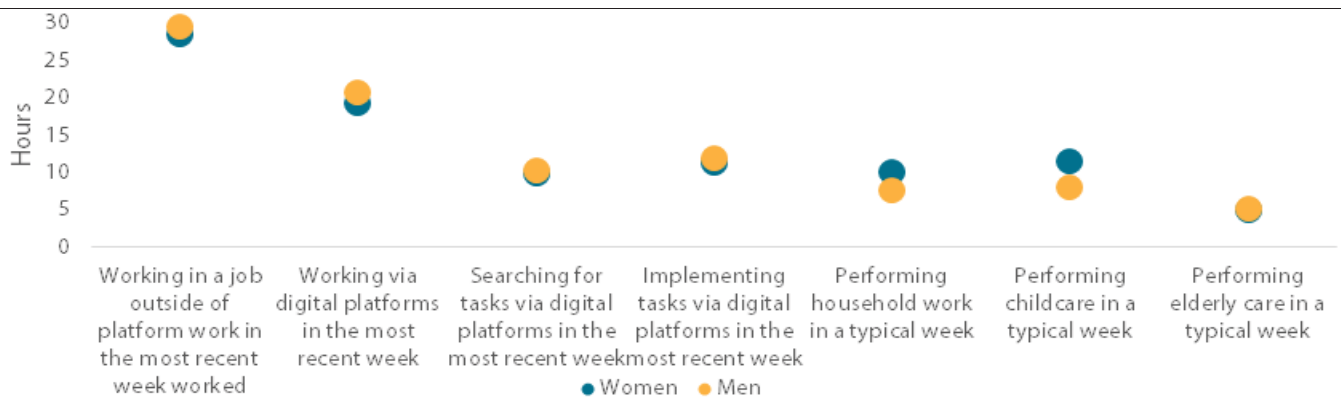 30
25
20
15
10
5
0
Hours
Working in a job
outside of
platform work in
the most recent
week worked
Working via
digital platforms
in the most
recent week
Searching for
tasks via digital
platforms in the
most recent week
Implementing
tasks via digital
platforms in the
most recent week
Performing
household work
in a typical week
Performing
childcare in a
typical week
Performing
elderly care in a
typical week
Women Men